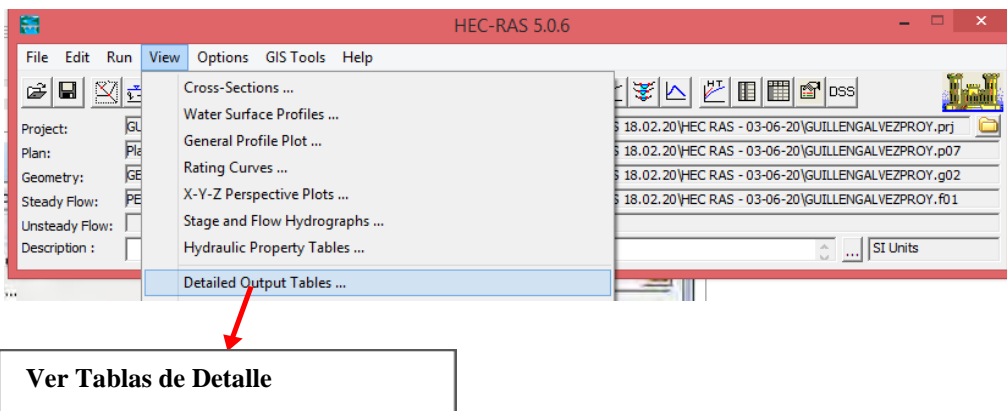 HEC-RAS 5.0.6
File Edit Run View Options GIS Tools Help
DSS
Project: S 18.02.20\HEC RAS - 03-06-20\GUILLENGALVEZPROY.prj
Plan: S 18.02.20\HEC RAS - 03-06-20\GUILLENGALVEZPROY.p07
Geometry: S 18.02.20\HEC RAS - 03-06-20\GUILLENGALVEZPROY.g02
Steady Flow: S 18.02.20\HEC RAS - 03-06-20\GUILLENGALVEZPROY.f01
Unsteady Flow:
Description : ... SI Units
Cross-Sections ...
Water Surface Profiles ...
General Profile Plot ...
Rating Curves ...
X-Y-Z Perspective Plots ...
Stage and Flow Hydrographs ...
Hydraulic Property Tables ...
Detailed Output Tables ...
Ver Tablas de Detalle